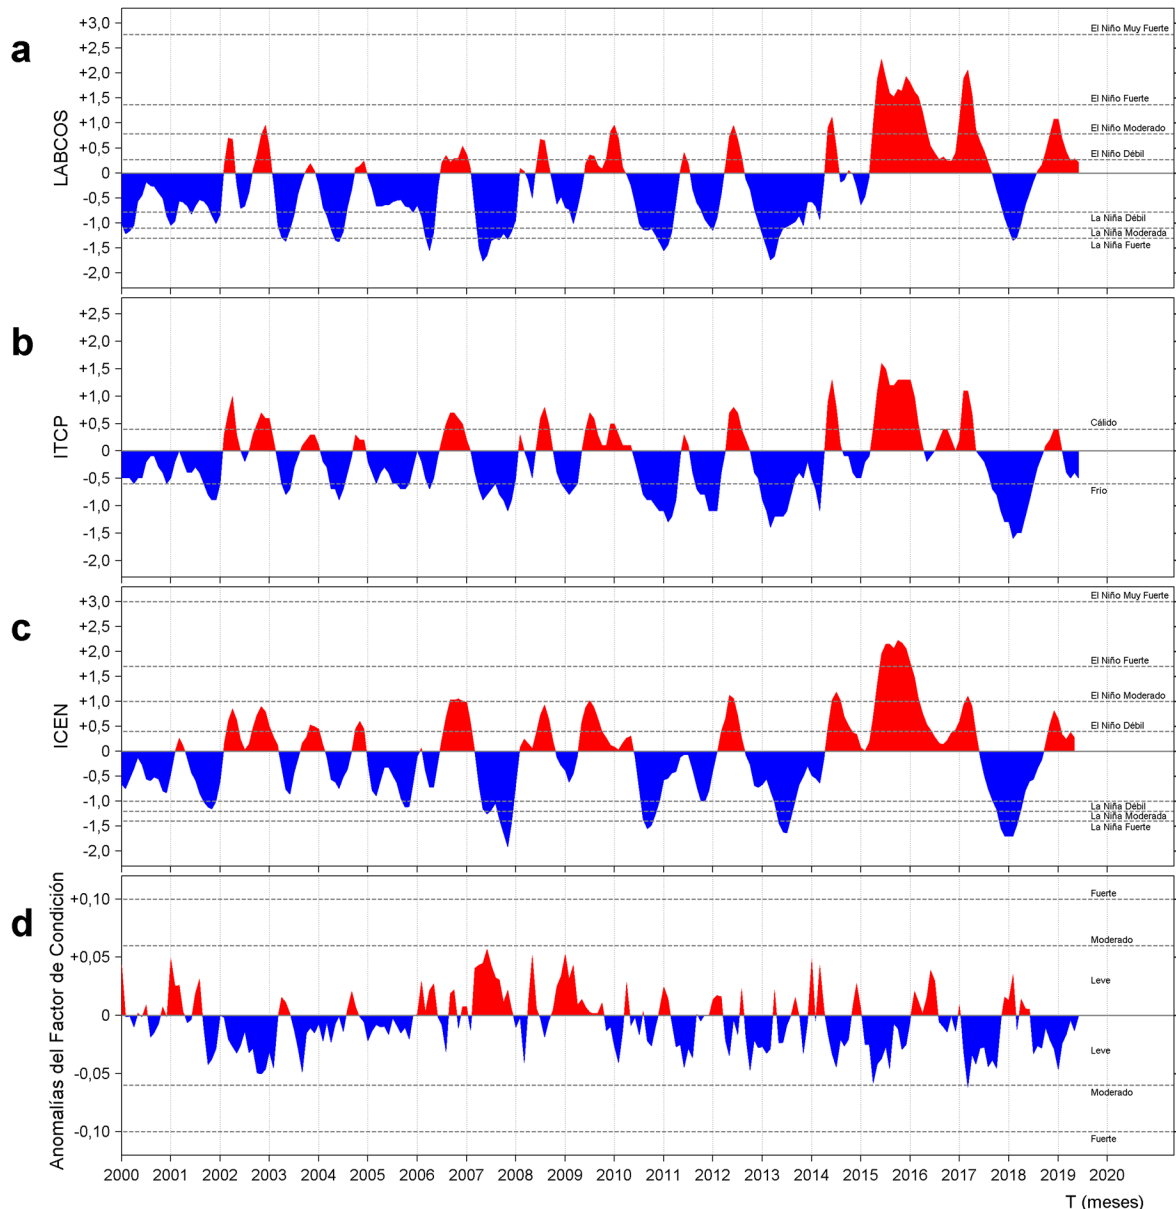 a
LABCOS
+3,0
+2,5
+2,0
+1,5
+1,0
+0,5
0
-0,5
-1,0
-1,5
-2,0
El Niño Muy Fuerte
El Niño Fuerte
El Niño Moderado
El Niño Débil
La Niña Débil
La Niña Moderada
La Niña Fuerte
b
ITCP
+2,5
+2,0
+1,5
+1,0
+0,5
0
-0,5
-1,0
-1,5
-2,0
Cálido
Frío
c
ICEN
+3,0
+2,5
+2,0
+1,5
+1,0
+0,5
0
-0,5
-1,0
-1,5
-2,0
El Niño Muy Fuerte
El Niño Fuerte
El Niño Moderado
El Niño Débil
La Niña Débil
La Niña Moderada
La Niña Fuerte
d
Anomalías del Factor de Condición
+0,10
+0,05
0
-0,05
-0,10
Fuerte
Moderado
Leve
Leve
Moderado
Fuerte
2000 2001 2002 2003 2004 2005 2006 2007 2008 2009 2010 2011 2012 2013 2014 2015 2016 2017 2018 2019 2020
T (meses)